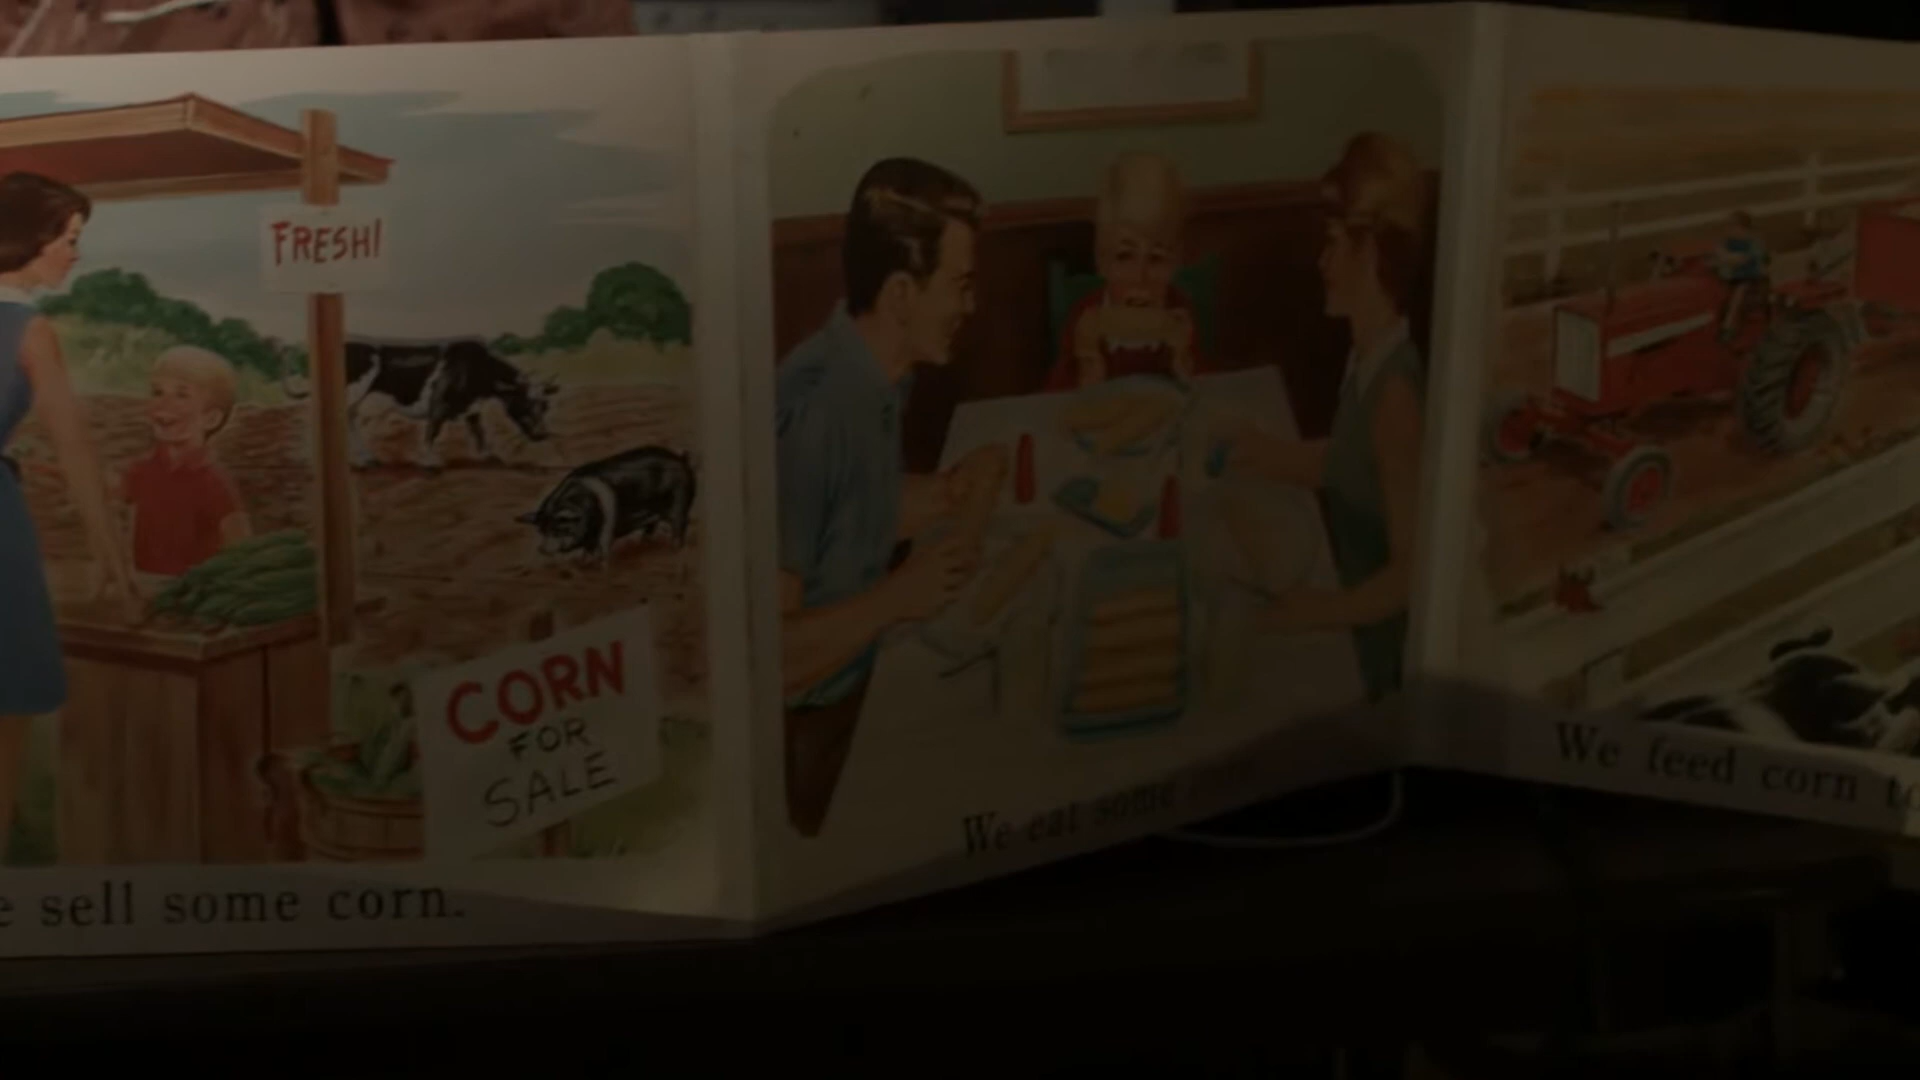 FRESH!
CORN
FOR
SALE
sell some corn.
We eat some
We feed corn